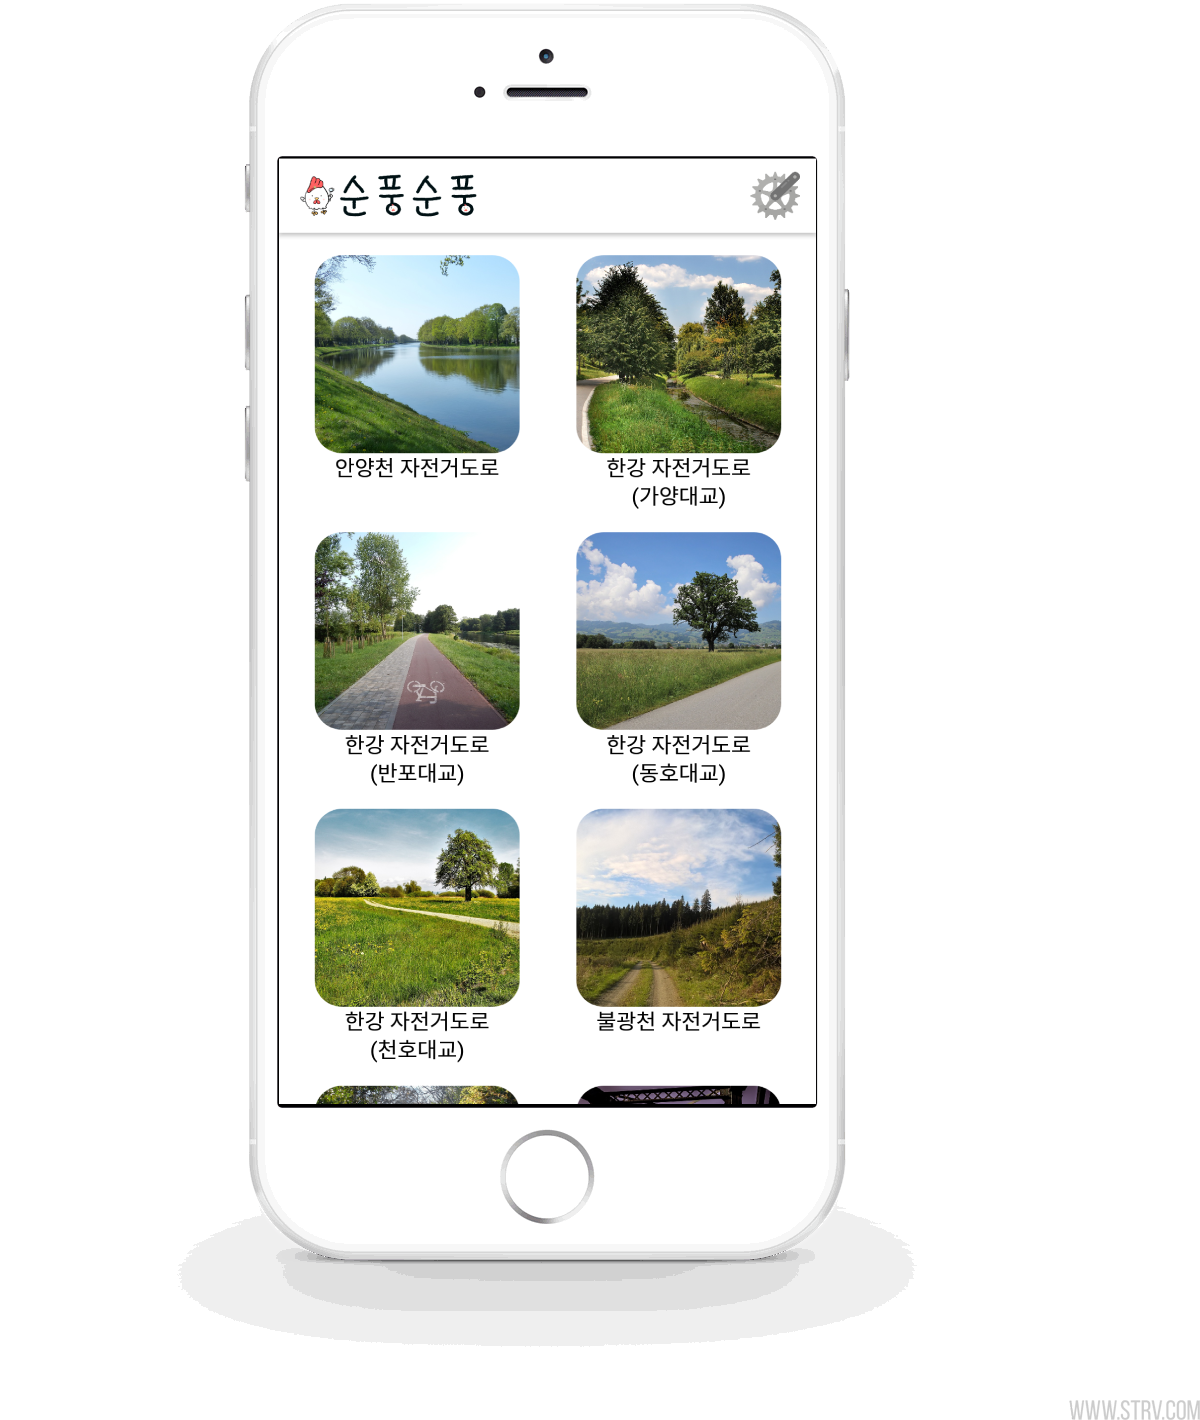 순풍순풍
안양천 자전거도로
한강 자전거도로
(가양대교)
한강 자전거도로
(반포대교)
한강 자전거도로
(동호대교)
한강 자전거도로
(천호대교)
불광천 자전거도로
WWW.STRV.COM